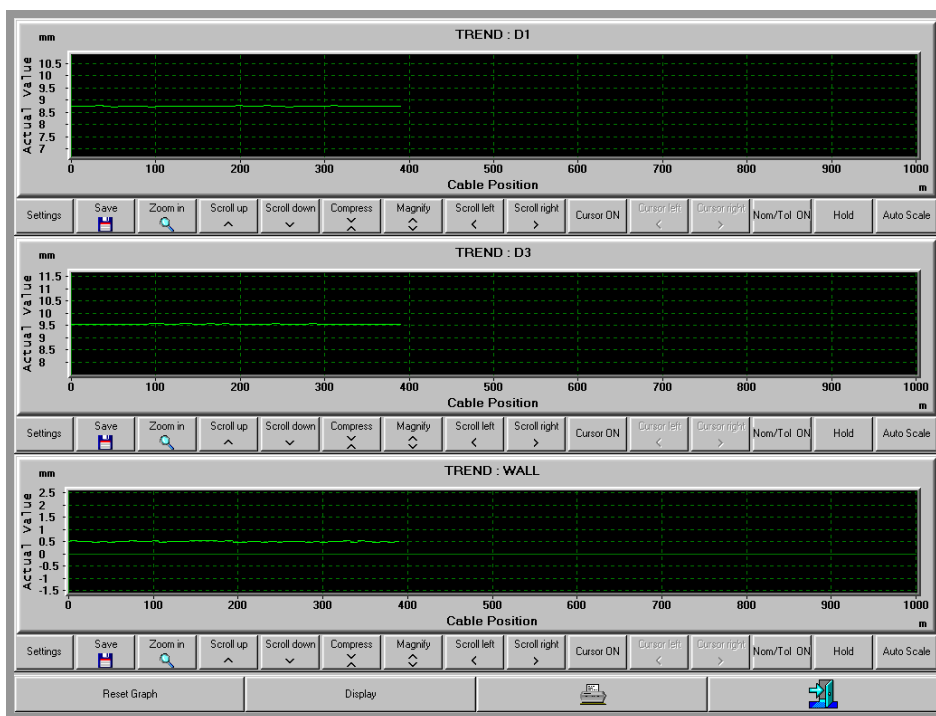 mm TREND : D1
Actual Value
10.5
10
9.5
9
8.5
8
7.5
7
0 100 200 300 400 500 600 700 800 900 1000
Cable Position m
Settings Save Zoom in Scroll up Scroll down Compress Magnify Scroll left Scroll right Cursor ON Cursor left Cursor right Nom/Tol ON Hold Auto Scale
mm TREND : D3
Actual Value
11.5
11
10.5
10
9.5
9
8.5
8
0 100 200 300 400 500 600 700 800 900 1000
Cable Position m
Settings Save Zoom in Scroll up Scroll down Compress Magnify Scroll left Scroll right Cursor ON Cursor left Cursor right Nom/Tol ON Hold Auto Scale
mm TREND : WALL
Actual Value
2.5
2
1.5
1
0.5
0
-0.5
-1
-1.5
0 100 200 300 400 500 600 700 800 900 1000
Cable Position m
Settings Save Zoom in Scroll up Scroll down Compress Magnify Scroll left Scroll right Cursor ON Cursor left Cursor right Nom/Tol ON Hold Auto Scale
Reset Graph Display